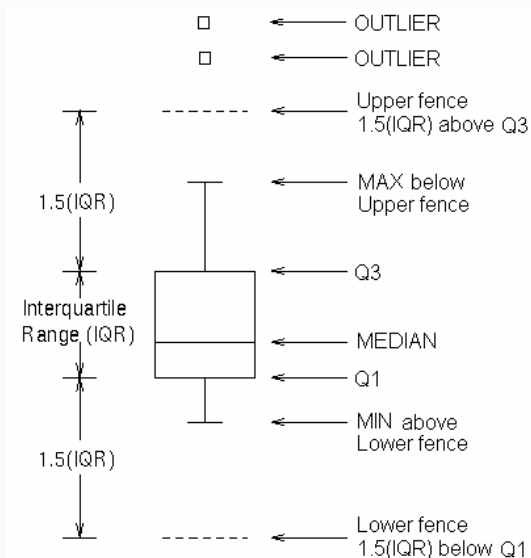 OUTLIER
OUTLIER
Upper fence
1.5(IQR) above Q3
MAX below
Upper fence
1.5(IQR)
Q3
Interquartile
Range (IQR)
MEDIAN
Q1
MIN above
Lower fence
1.5(IQR)
Lower fence
1.5(IQR) below Q1